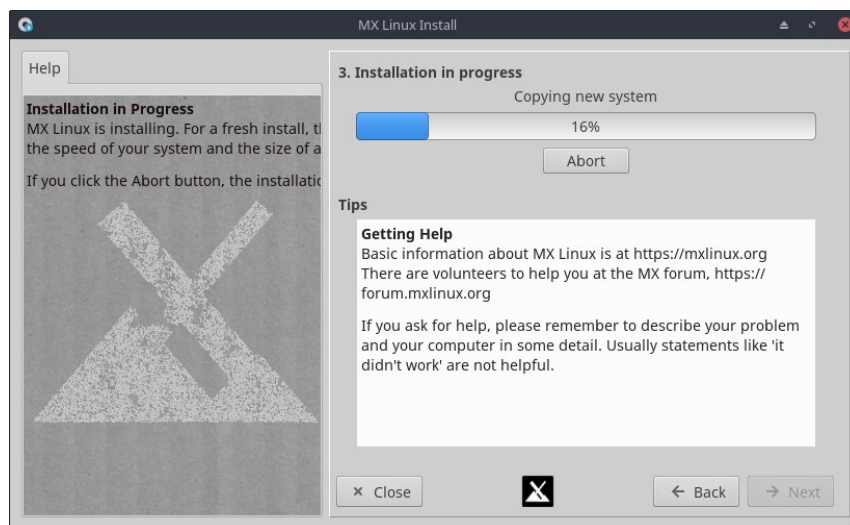 MX Linux Install
Help
Installation in Progress
MX Linux is installing. For a fresh install, t
the speed of your system and the size of a
If you click the Abort button, the installatio
3. Installation in progress
Copying new system
16%
Abort
Tips
Getting Help
Basic information about MX Linux is at https://mxlinux.org
There are volunteers to help you at the MX forum, https://
forum.mxlinux.org
If you ask for help, please remember to describe your problem
and your computer in some detail. Usually statements like 'it
didn't work' are not helpful.
Close
Back
Next